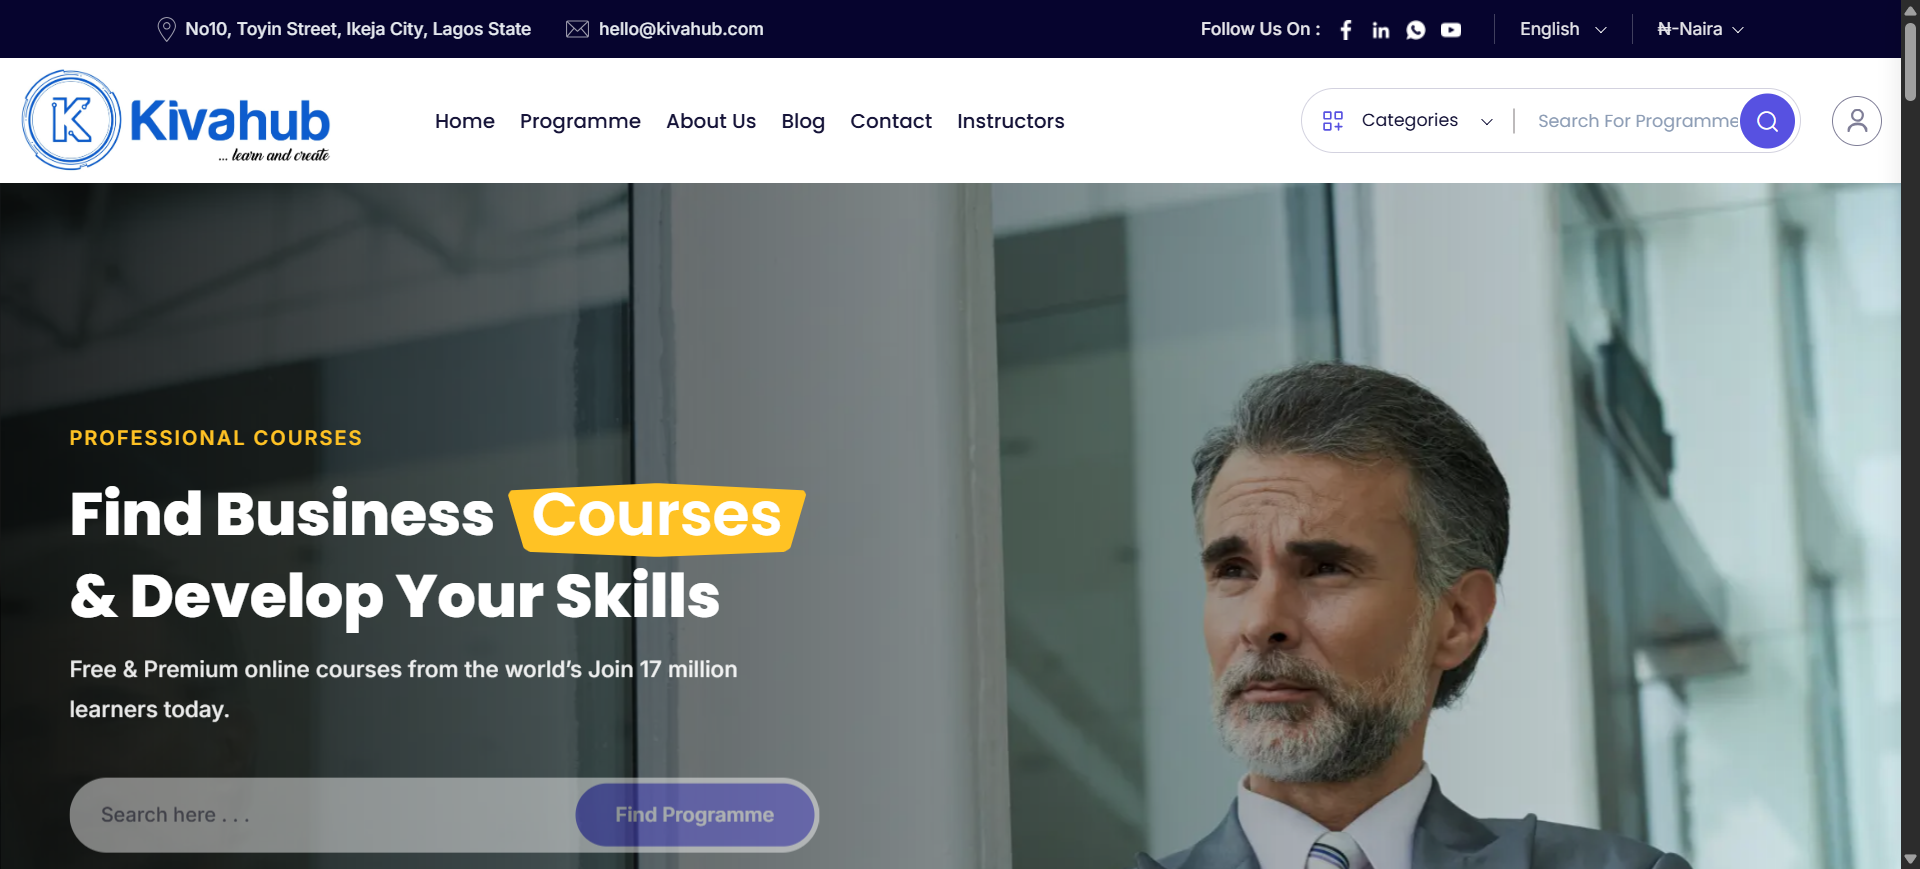 No10, Toyin Street, Ikeja City, Lagos State
hello@kivahub.com
Follow Us On :
English
₦-Naira
K
Kivahub
... learn and create
Home
Programme
About Us
Blog
Contact
Instructors
Categories
Search For Programme
PROFESSIONAL COURSES
Find Business Courses
& Develop Your Skills
Free & Premium online courses from the world’s Join 17 million
learners today.
Search here . . .
Find Programme